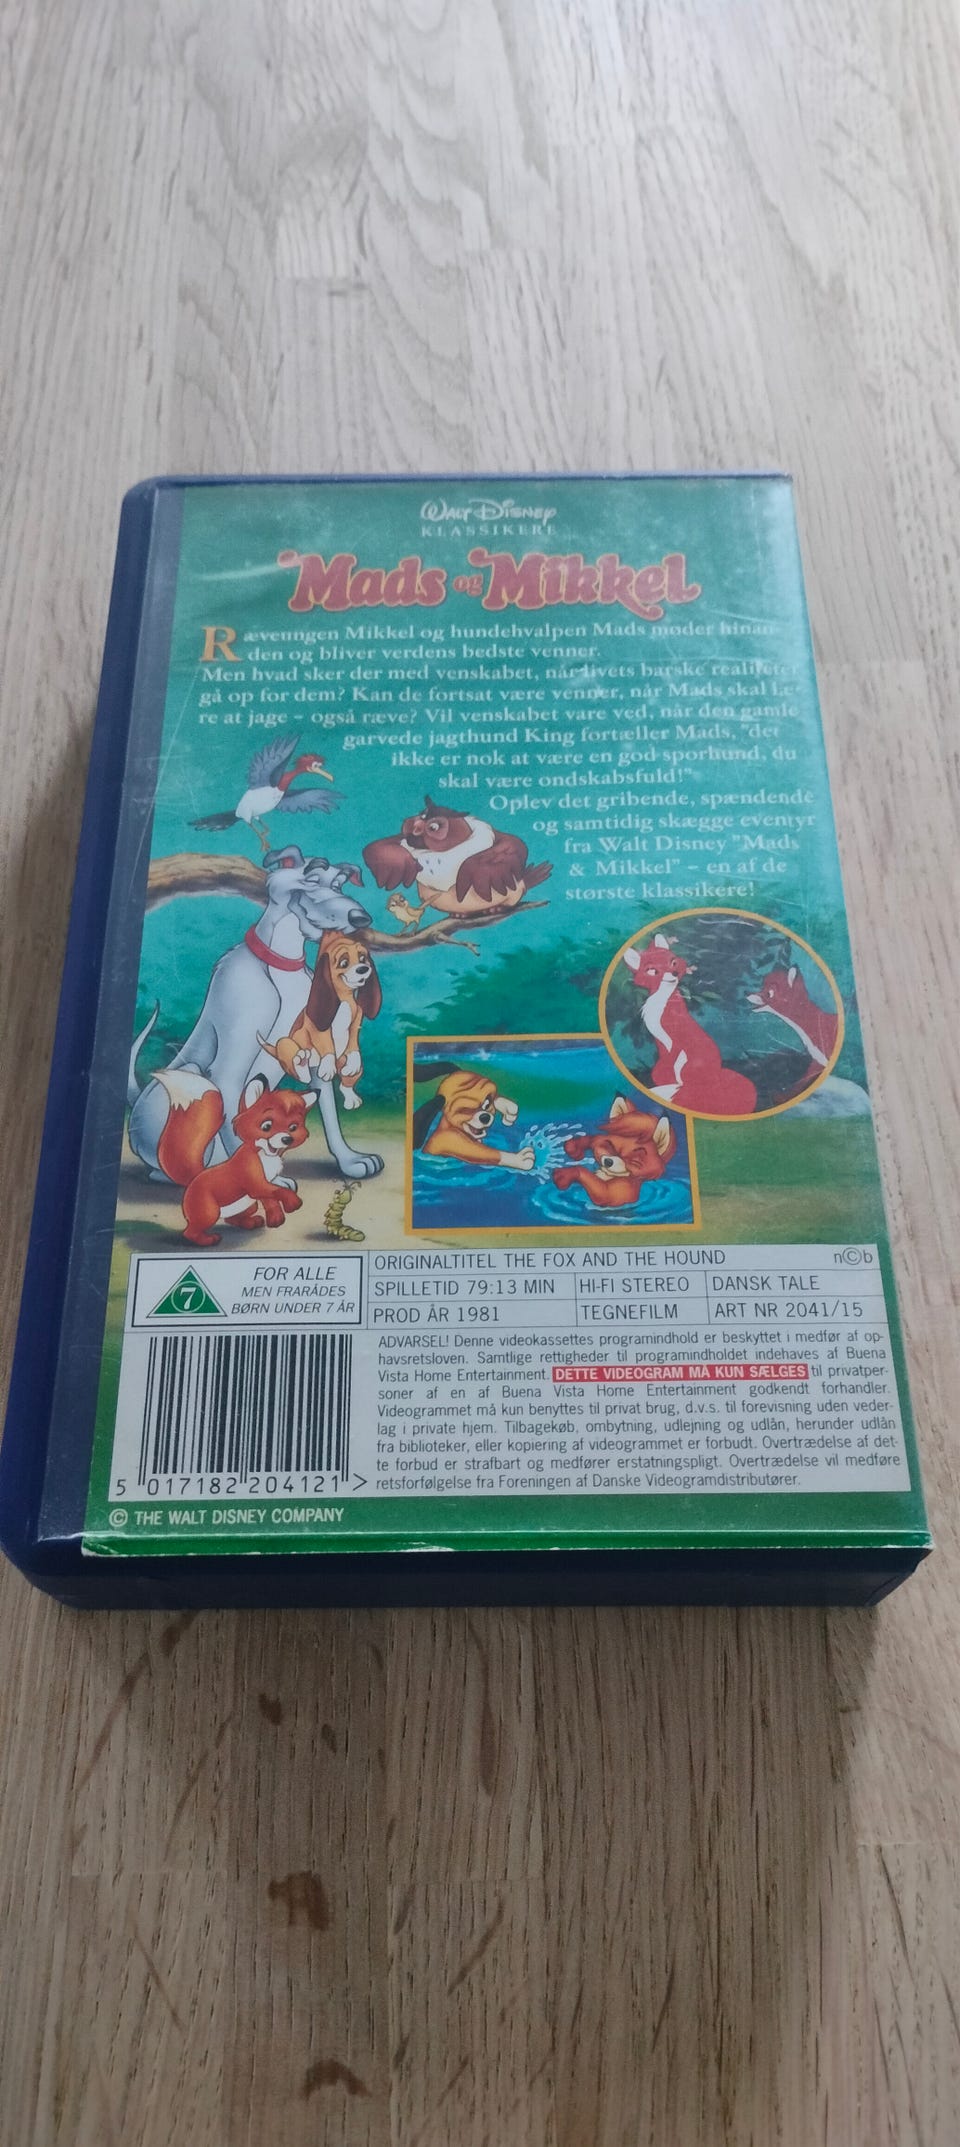 Walt Disney
KLASSIKERE
Mads og Mikkel
Ræveungen Mikkel og hundehvalpen Mads møder hinan-
den og bliver verdens bedste venner.
Men hvad sker der med venskabet, når livets barske realiteter
gå op for dem? Kan de fortsat være venner, når Mads skal læ-
re at jage - også ræve? Vil venskabet vare ved, når den gamle
garvede jagthund King fortæller Mads, "det
ikke er nok at være en god sporhund, du
skal være ondskabsfuld!"
Oplev det gribende, spændende
og samtidig skægge eventyr
fra Walt Disney "Mads
& Mikkel" - en af de
største klassikere!
7
FOR ALLE
MEN FRARÅDES
BØRN UNDER 7 ÅR
ORIGINALTITEL THE FOX AND THE HOUND n©b
SPILLETID 79:13 MIN HI-FI STEREO DANSK TALE
PROD ÅR 1981 TEGNEFILM ART NR 2041/15
ADVARSEL! Denne videokassettes programindhold er beskyttet i medfør af op-
havsretsloven. Samtlige rettigheder til programindholdet indehaves af Buena
Vista Home Entertainment. DETTE VIDEOGRAM MÅ KUN SÆLGES til privatper-
soner af en af Buena Vista Home Entertainment godkendt forhandler.
Videogrammet må kun benyttes til privat brug, d.v.s. til forevisning uden veder-
lag i private hjem. Tilbagekøb, ombytning, udlejning og udlån, herunder udlån
fra biblioteker, eller kopiering af videogrammet er forbudt. Overtrædelse af det-
te forbud er strafbart og medfører erstatningspligt. Overtrædelse vil medføre
retsforfølgelse fra Foreningen af Danske Videogramdistributører.
5 017182 204121 >
© THE WALT DISNEY COMPANY